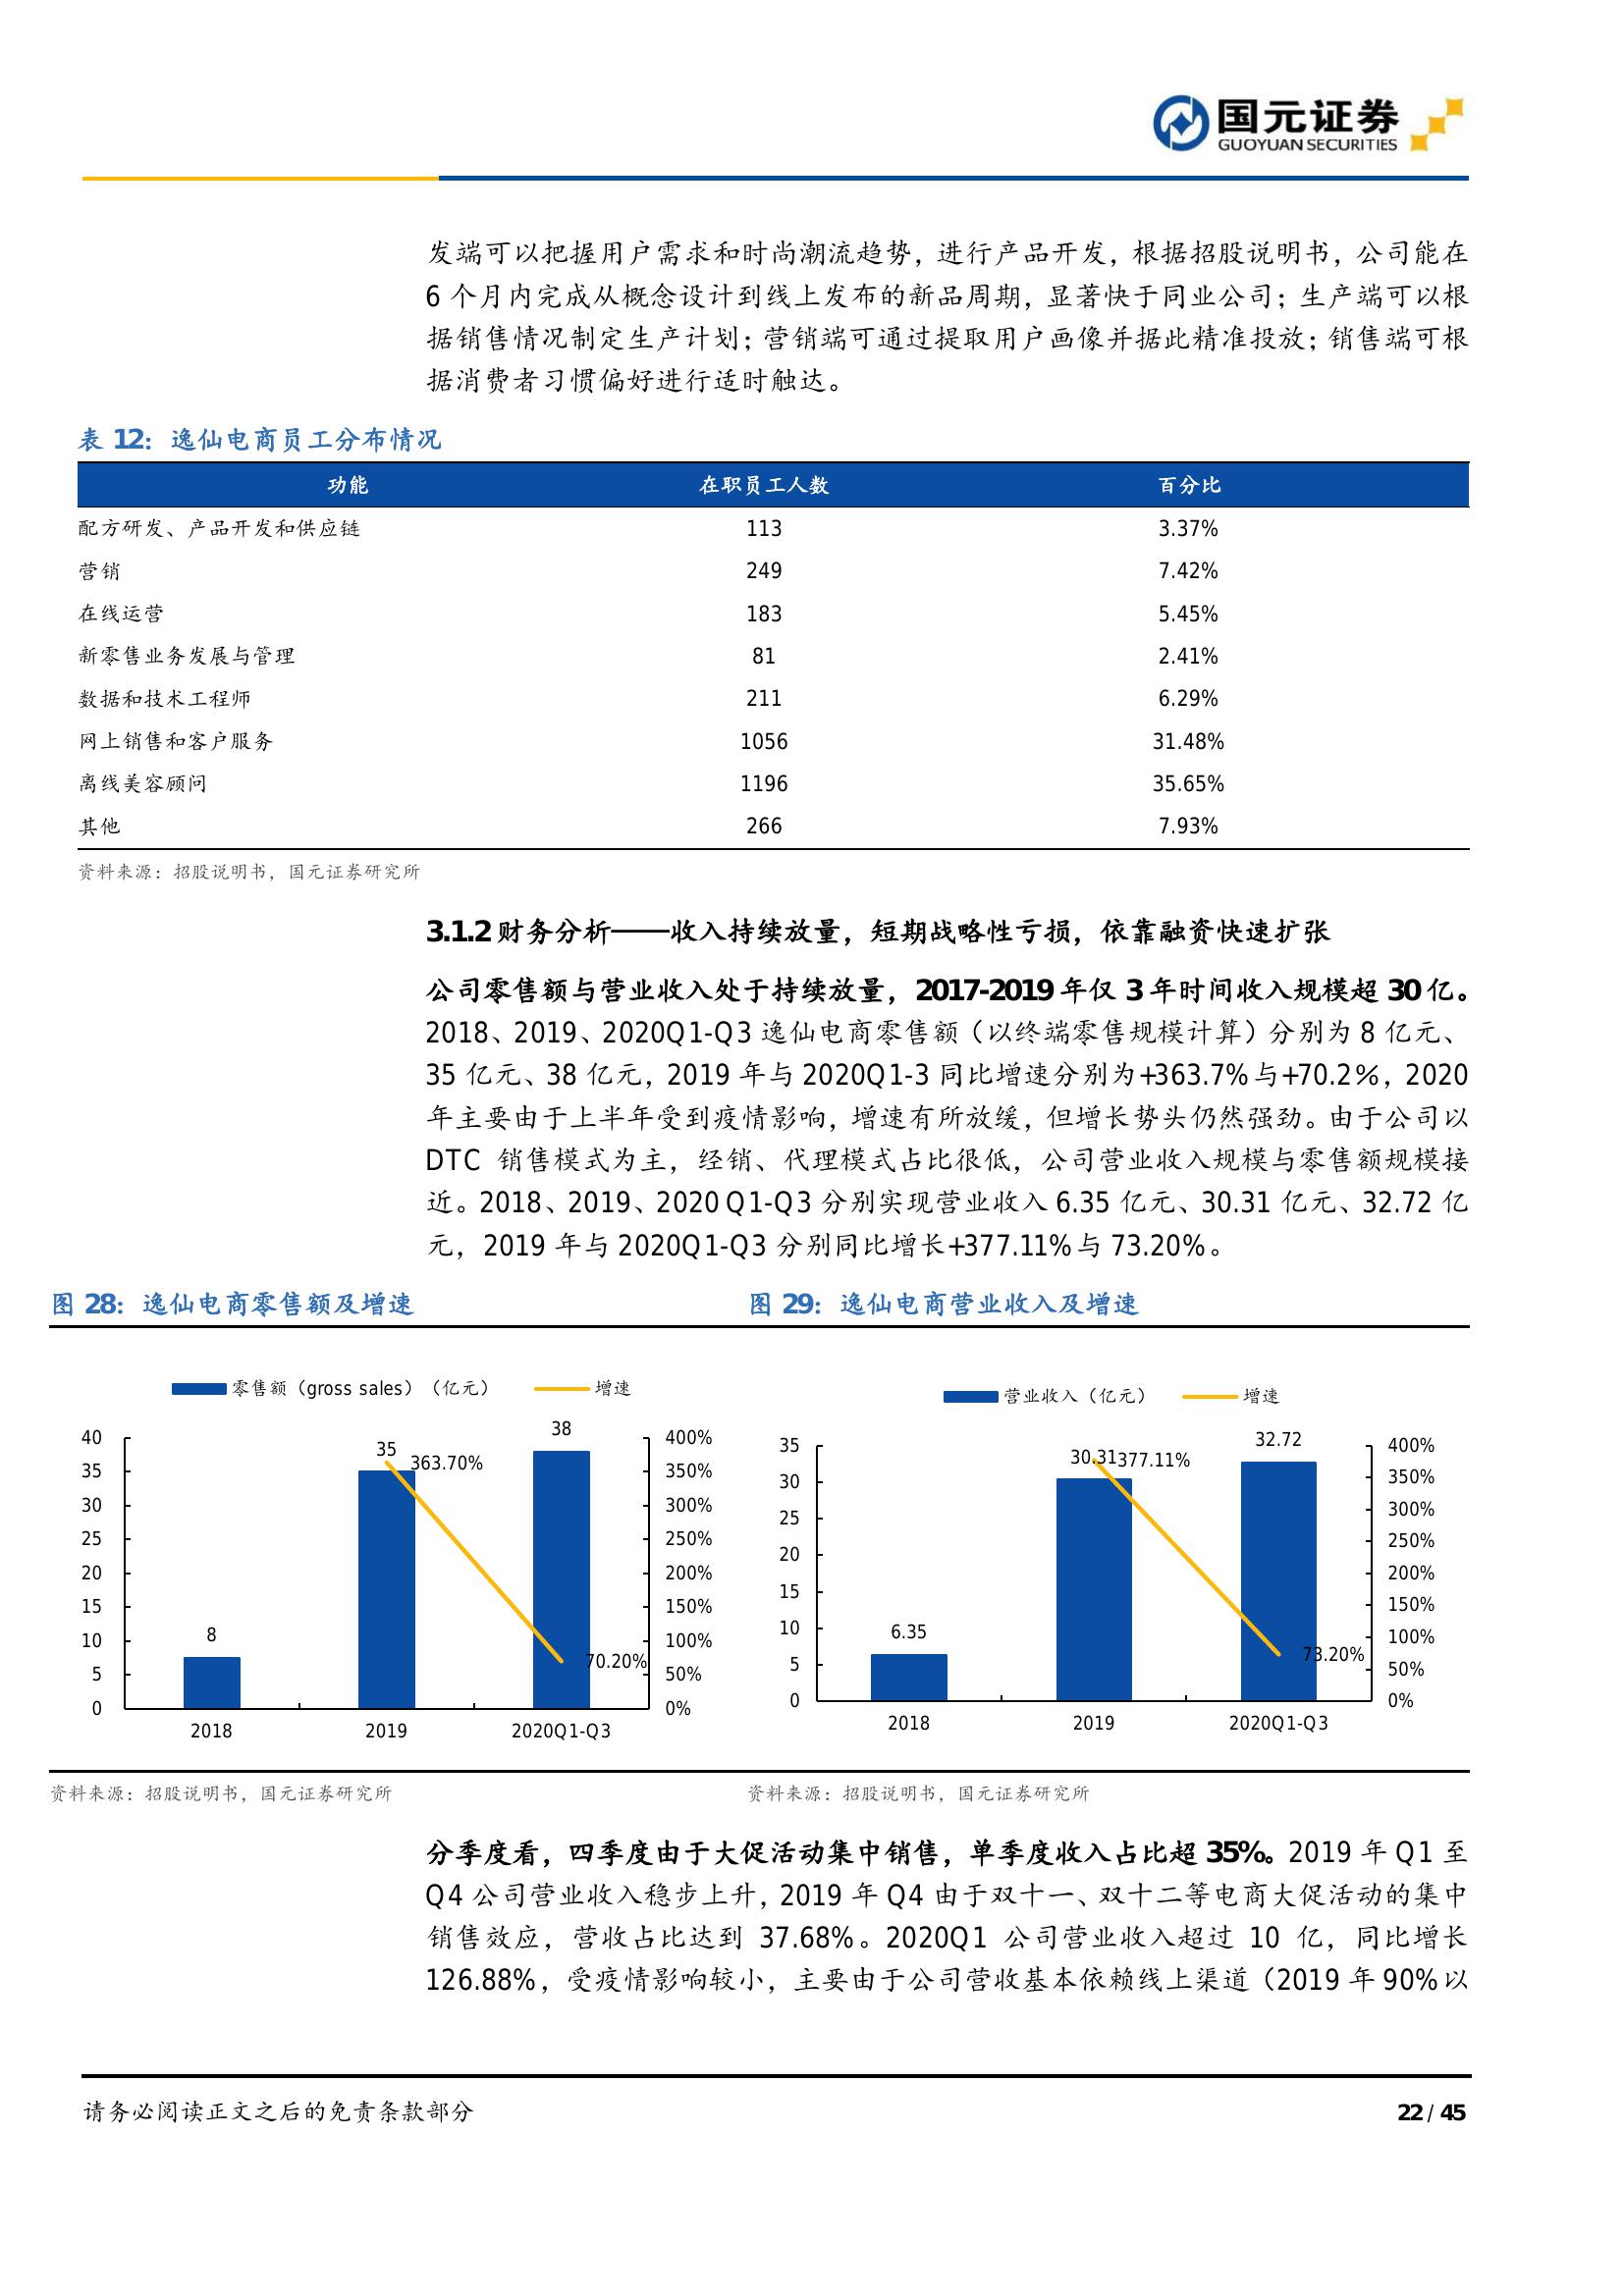 国元证券
GUOYUAN SECURITIES
发端可以把握用户需求和时尚潮流趋势，进行产品开发，根据招股说明书，公司能在
6 个月内完成从概念设计到线上发布的新品周期，显著快于同业公司；生产端可以根
据销售情况制定生产计划；营销端可通过提取用户画像并据此精准投放；销售端可根
据消费者习惯偏好进行适时触达。
表 12：逸仙电商员工分布情况
功能 在职员工人数 百分比
配方研发、产品开发和供应链 113 3.37%
营销 249 7.42%
在线运营 183 5.45%
新零售业务发展与管理 81 2.41%
数据和技术工程师 211 6.29%
网上销售和客户服务 1056 31.48%
离线美容顾问 1196 35.65%
其他 266 7.93%
资料来源：招股说明书，国元证券研究所
3.1.2 财务分析——收入持续放量，短期战略性亏损，依靠融资快速扩张
公司零售额与营业收入处于持续放量，2017-2019 年仅 3 年时间收入规模超 30 亿。
2018、2019、2020Q1-Q3 逸仙电商零售额（以终端零售规模计算）分别为 8 亿元、
35 亿元、38 亿元，2019 年与 2020Q1-3 同比增速分别为+363.7%与+70.2%，2020
年主要由于上半年受到疫情影响，增速有所放缓，但增长势头仍然强劲。由于公司以
DTC 销售模式为主，经销、代理模式占比很低，公司营业收入规模与零售额规模接
近。2018、2019、2020 Q1-Q3 分别实现营业收入 6.35 亿元、30.31 亿元、32.72 亿
元，2019 年与 2020Q1-Q3 分别同比增长+377.11%与 73.20%。
图 28：逸仙电商零售额及增速
零售额（gross sales）（亿元） 增速
40
35
30
25
20
15
10
5
0
8
35
363.70%
38
70.20%
400%
350%
300%
250%
200%
150%
100%
50%
0%
2018 2019 2020Q1-Q3
资料来源：招股说明书，国元证券研究所
图 29：逸仙电商营业收入及增速
营业收入（亿元） 增速
35
30
25
20
15
10
5
0
6.35
30.31
377.11%
32.72
73.20%
400%
350%
300%
250%
200%
150%
100%
50%
0%
2018 2019 2020Q1-Q3
资料来源：招股说明书，国元证券研究所
分季度看，四季度由于大促活动集中销售，单季度收入占比超 35%。2019 年 Q1 至
Q4 公司营业收入稳步上升，2019 年 Q4 由于双十一、双十二等电商大促活动的集中
销售效应，营收占比达到 37.68%。2020Q1 公司营业收入超过 10 亿，同比增长
126.88%，受疫情影响较小，主要由于公司营收基本依赖线上渠道（2019 年 90%以
请务必阅读正文之后的免责条款部分
22 / 45